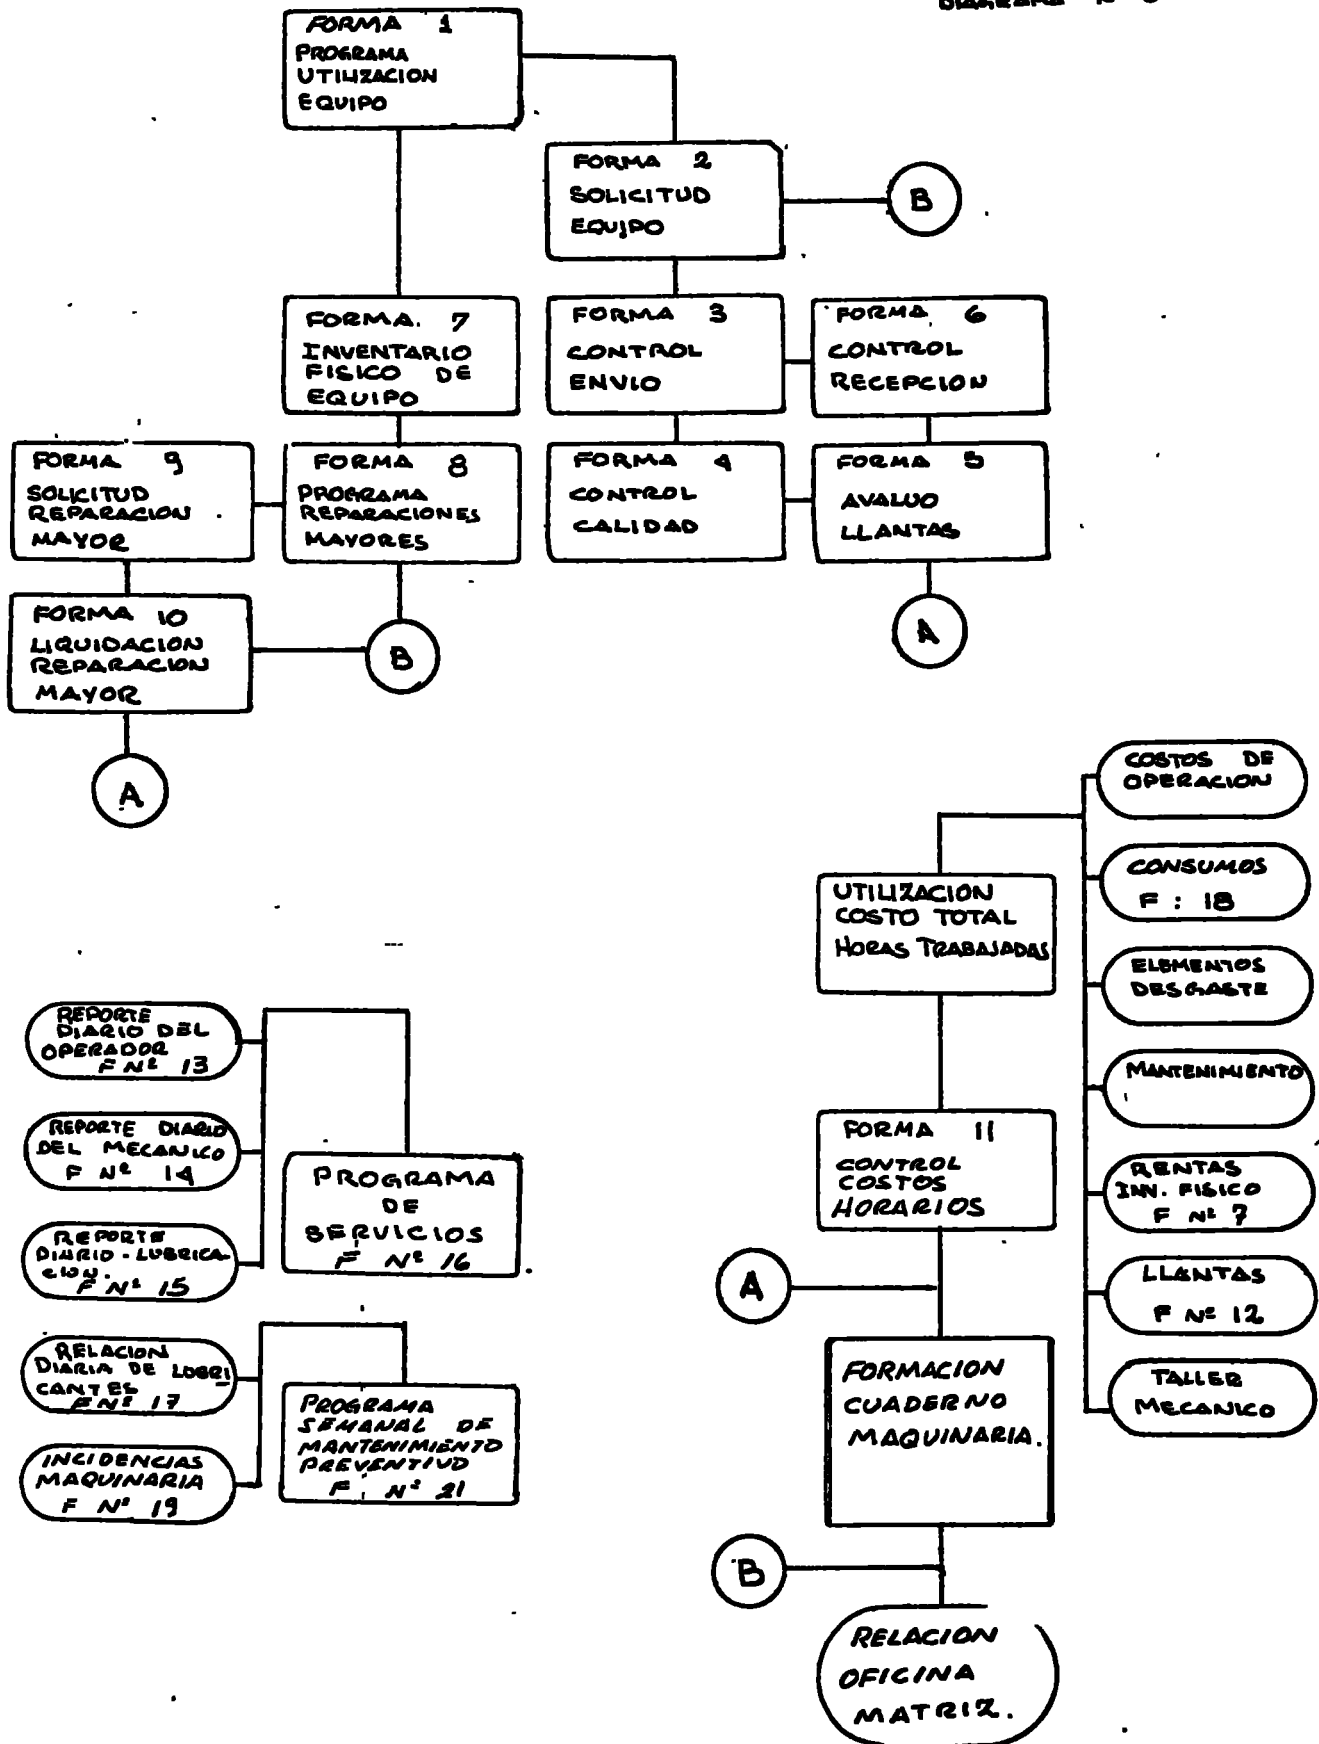 FORMA 1
PROGRAMA
UTILIZACION
EQUIPO
FORMA 2
SOLICITUD
EQUIPO
B
FORMA. 7
INVENTARIO
FISICO DE
EQUIPO
FORMA 3
CONTROL
ENVIO
FORMA 6
CONTROL
RECEPCION
FORMA 9
SOLICITUD
REPARACION
MAYOR
FORMA 8
PROGRAMA
REPARACIONES
MAYORES
FORMA 4
CONTROL
CALIDAD
FORMA 5
AVALUO
LLANTAS
FORMA 10
LIQUIDACION
REPARACION
MAYOR
B
A
A
COSTOS DE
OPERACION
CONSUMOS
F : 18
ELEMENTOS
DESGASTE
MANTENIMIENTO
RENTAS
INV. FISICO
F Nº 7
LLANTAS
F Nº 12
TALLER
MECANICO
UTILIZACION
COSTO TOTAL
HORAS TRABAJADAS
FORMA 11
CONTROL
COSTOS
HORARIOS
A
FORMACION
CUADERNO
MAQUINARIA.
B
RELACION
OFICINA
MATRIZ.
REPORTE
DIARIO DEL
OPERADOR
F Nº 13
REPORTE DIARIO
DEL MECANICO
F Nº 14
REPORTE
DIARIO - LUBRICA-
CION.
F Nº 15
PROGRAMA
DE
SERVICIOS
F Nº 16
RELACION
DIARIA DE LUBRI
CANTES
F Nº 17
INCIDENCIAS
MAQUINARIA
F Nº 19
PROGRAMA
SEMANAL DE
MANTENIMIENTO
PREVENTIVO
F Nº 21